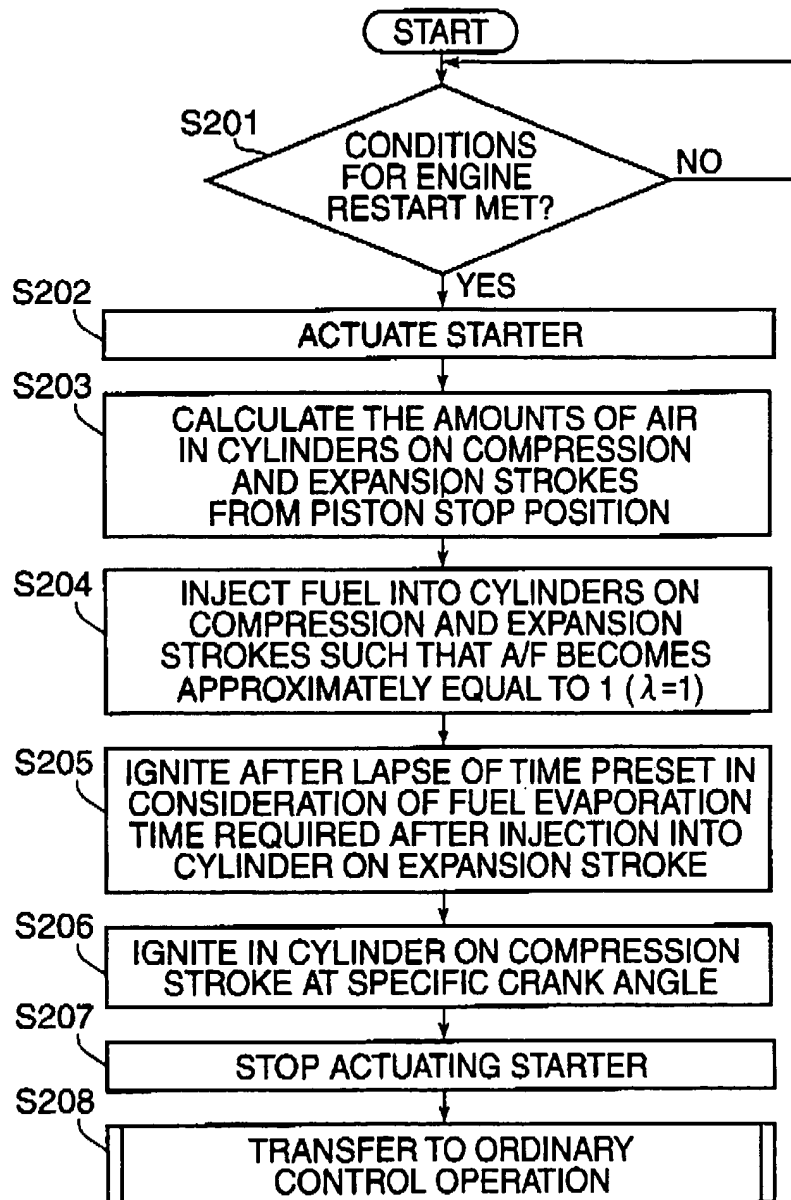 START
S201
CONDITIONS
FOR ENGINE
RESTART MET?
NO
YES
S202
ACTUATE STARTER
S203
CALCULATE THE AMOUNTS OF AIR
IN CYLINDERS ON COMPRESSION
AND EXPANSION STROKES
FROM PISTON STOP POSITION
S204
INJECT FUEL INTO CYLINDERS ON
COMPRESSION AND EXPANSION
STROKES SUCH THAT A/F BECOMES
APPROXIMATELY EQUAL TO 1 (λ=1)
S205
IGNITE AFTER LAPSE OF TIME PRESET IN
CONSIDERATION OF FUEL EVAPORATION
TIME REQUIRED AFTER INJECTION INTO
CYLINDER ON EXPANSION STROKE
S206
IGNITE IN CYLINDER ON COMPRESSION
STROKE AT SPECIFIC CRANK ANGLE
S207
STOP ACTUATING STARTER
S208
TRANSFER TO ORDINARY
CONTROL OPERATION